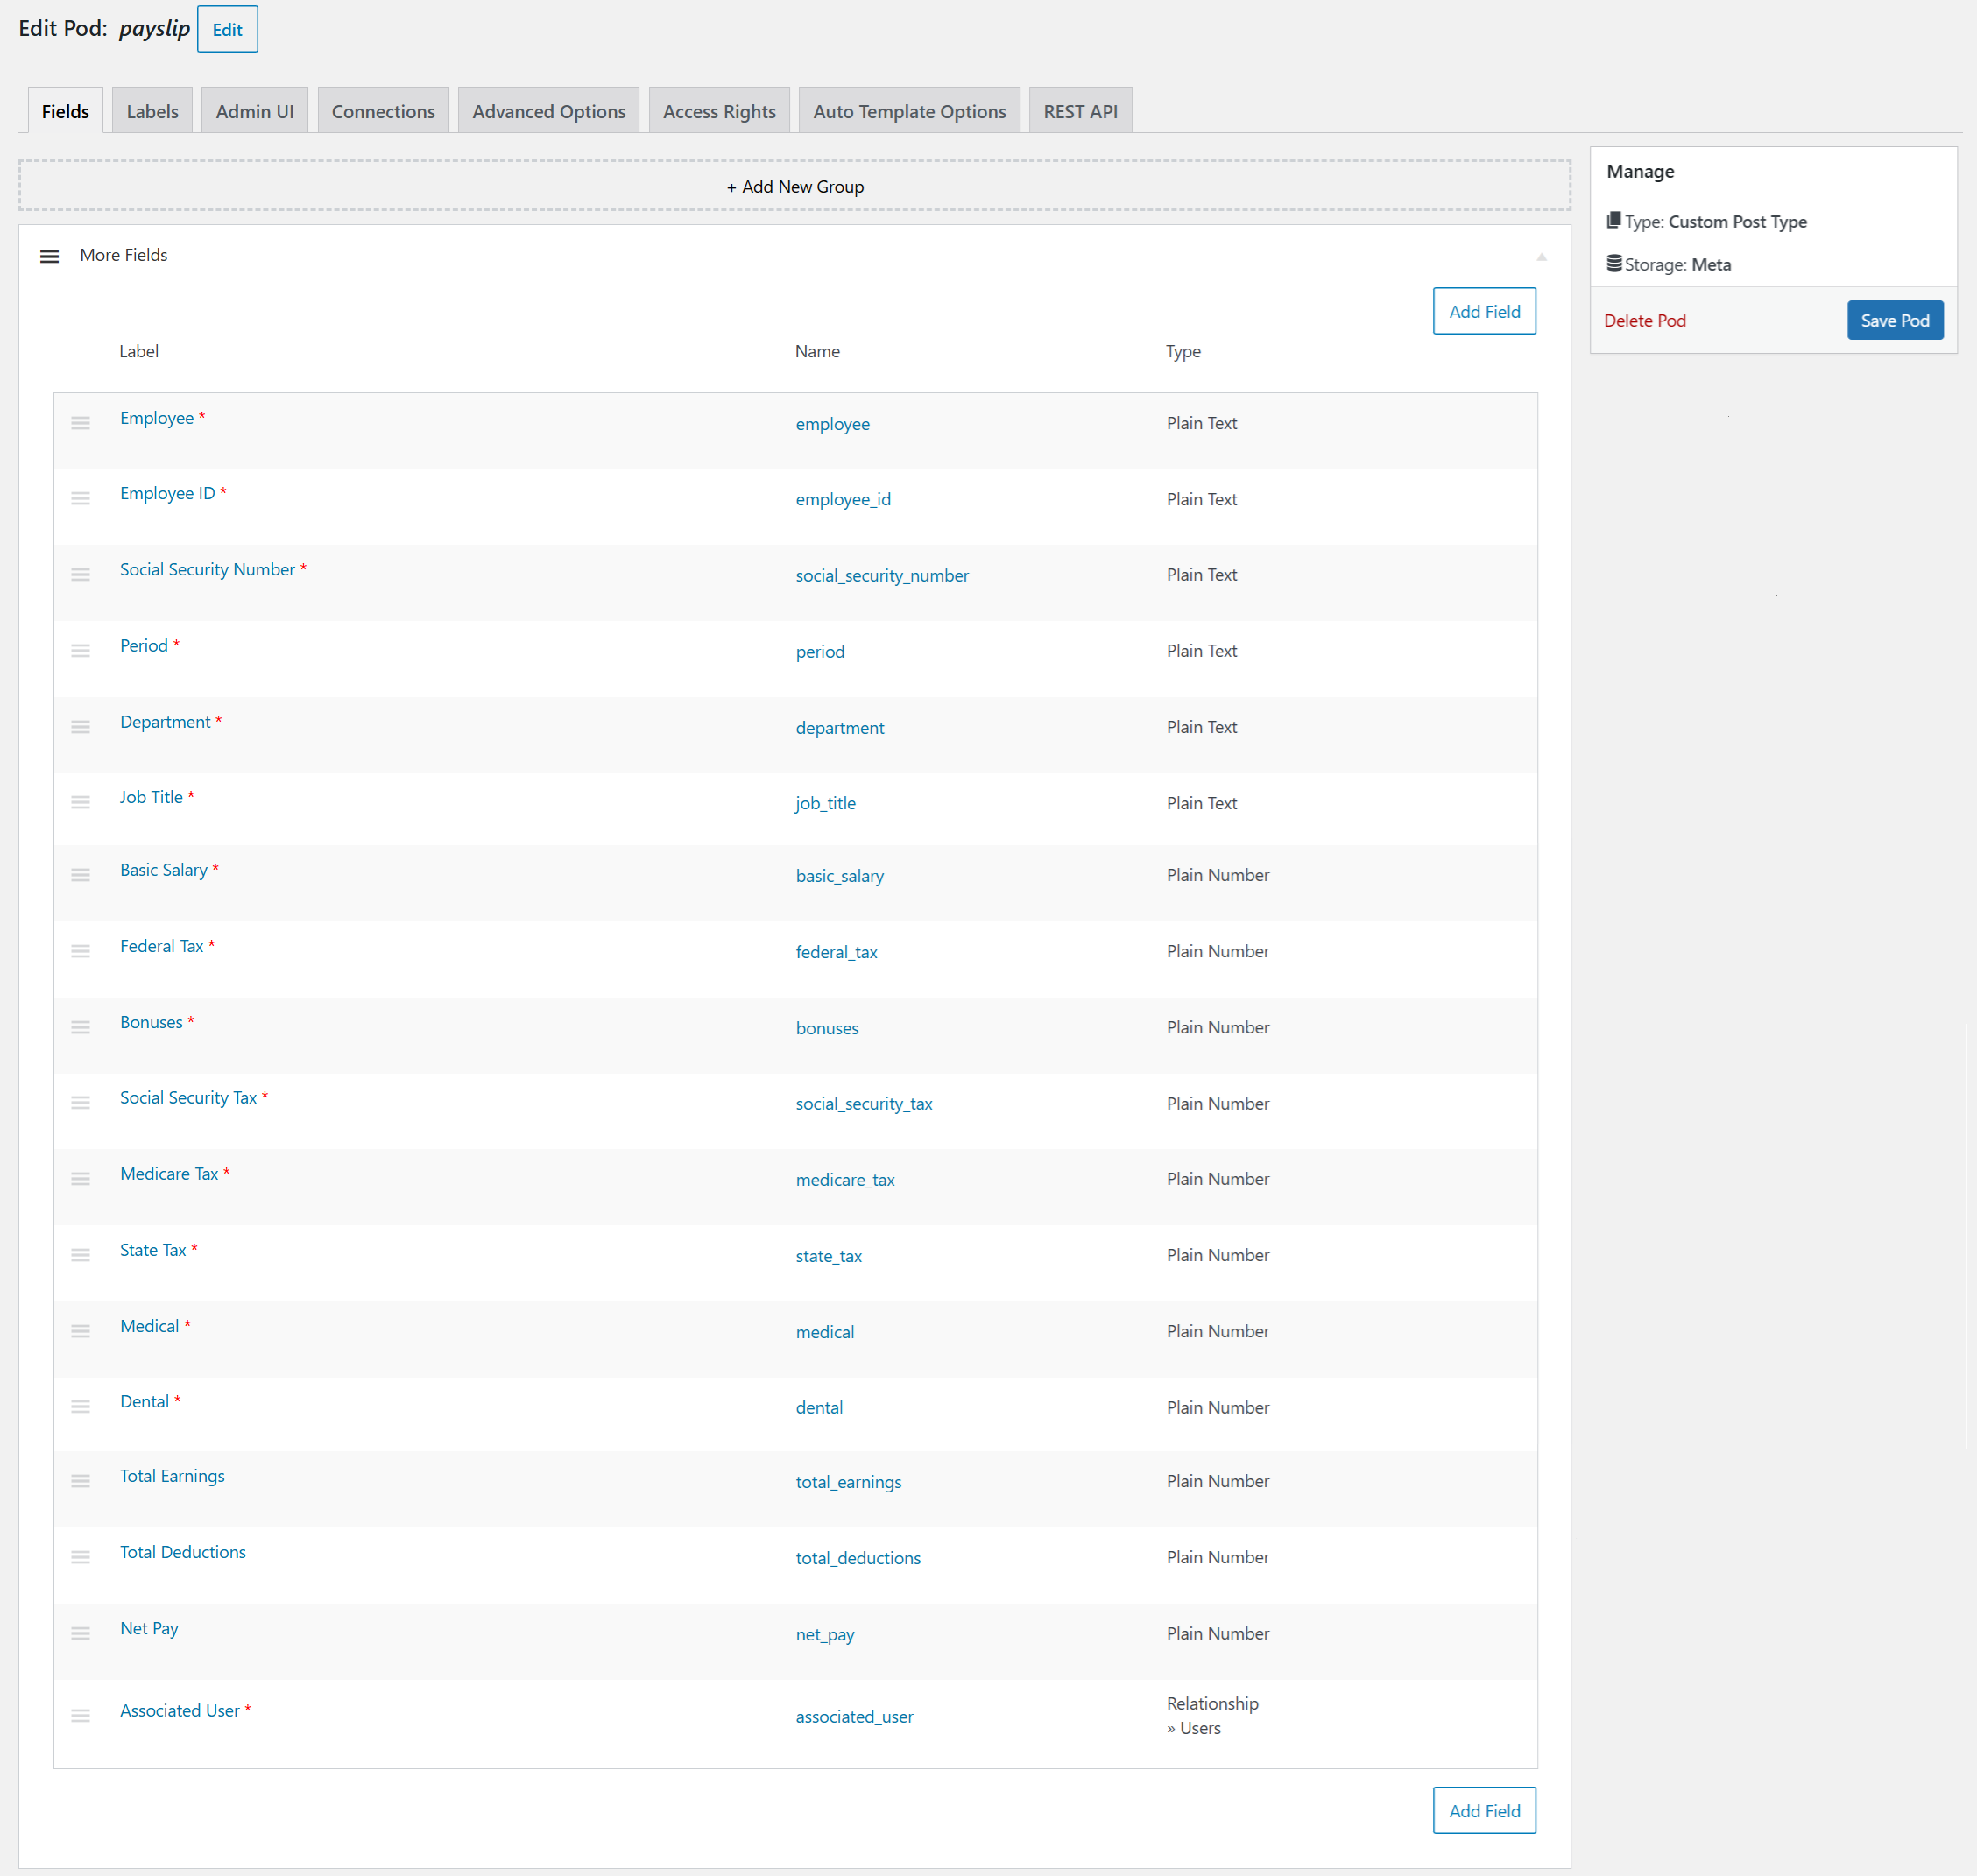 Edit Pod: payslip Edit
Fields Labels Admin UI Connections Advanced Options Access Rights Auto Template Options REST API
+ Add New Group
More Fields
Add Field
Label Name Type
Employee * employee Plain Text
Employee ID * employee_id Plain Text
Social Security Number * social_security_number Plain Text
Period * period Plain Text
Department * department Plain Text
Job Title * job_title Plain Text
Basic Salary * basic_salary Plain Number
Federal Tax * federal_tax Plain Number
Bonuses * bonuses Plain Number
Social Security Tax * social_security_tax Plain Number
Medicare Tax * medicare_tax Plain Number
State Tax * state_tax Plain Number
Medical * medical Plain Number
Dental * dental Plain Number
Total Earnings total_earnings Plain Number
Total Deductions total_deductions Plain Number
Net Pay net_pay Plain Number
Associated User * associated_user Relationship
» Users
Add Field
Manage
Type: Custom Post Type
Storage: Meta
Delete Pod Save Pod